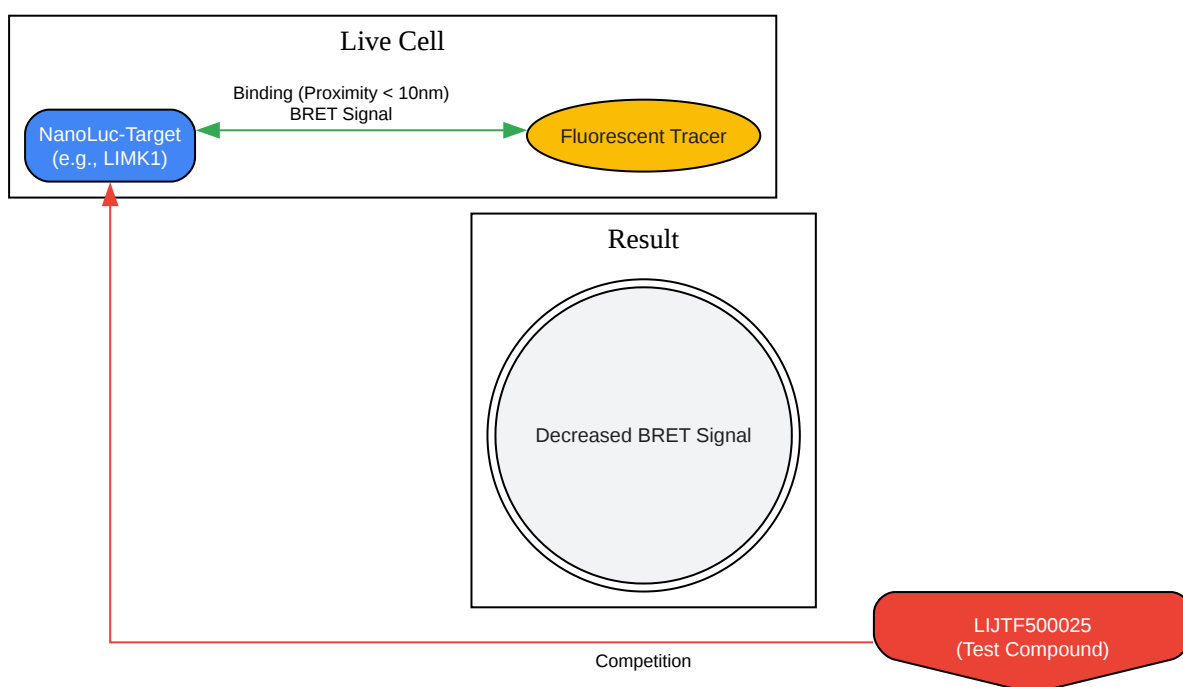 Live Cell
Binding (Proximity < 10nm)
BRET Signal
NanoLuc-Target
(e.g., LIMK1)
Fluorescent Tracer
Result
Decreased BRET Signal
LIJTF500025
(Test Compound)
Competition